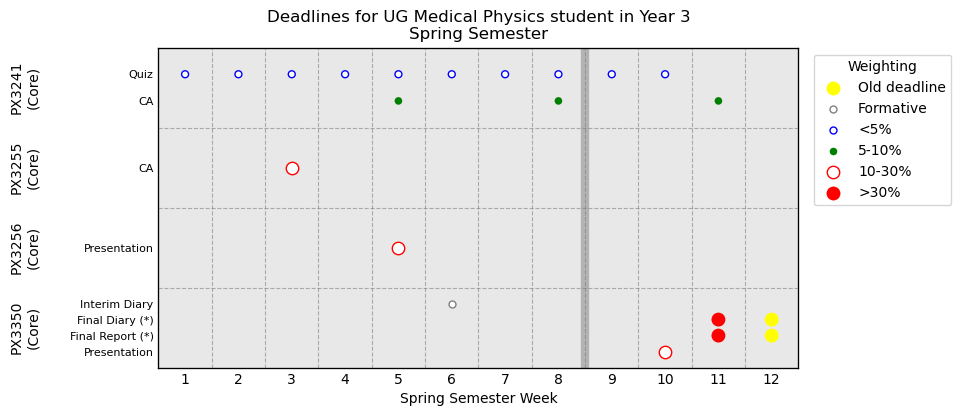 Deadlines for UG Medical Physics student in Year 3
Spring Semester
PX3241
(Core)
Quiz
CA
PX3255
(Core)
CA
PX3256
(Core)
Presentation
PX3350
(Core)
Interim Diary
Final Diary (*)
Final Report (*)
Presentation
1 2 3 4 5 6 7 8 9 10 11 12
Spring Semester Week
Weighting
Old deadline
Formative
<5%
5-10%
10-30%
>30%